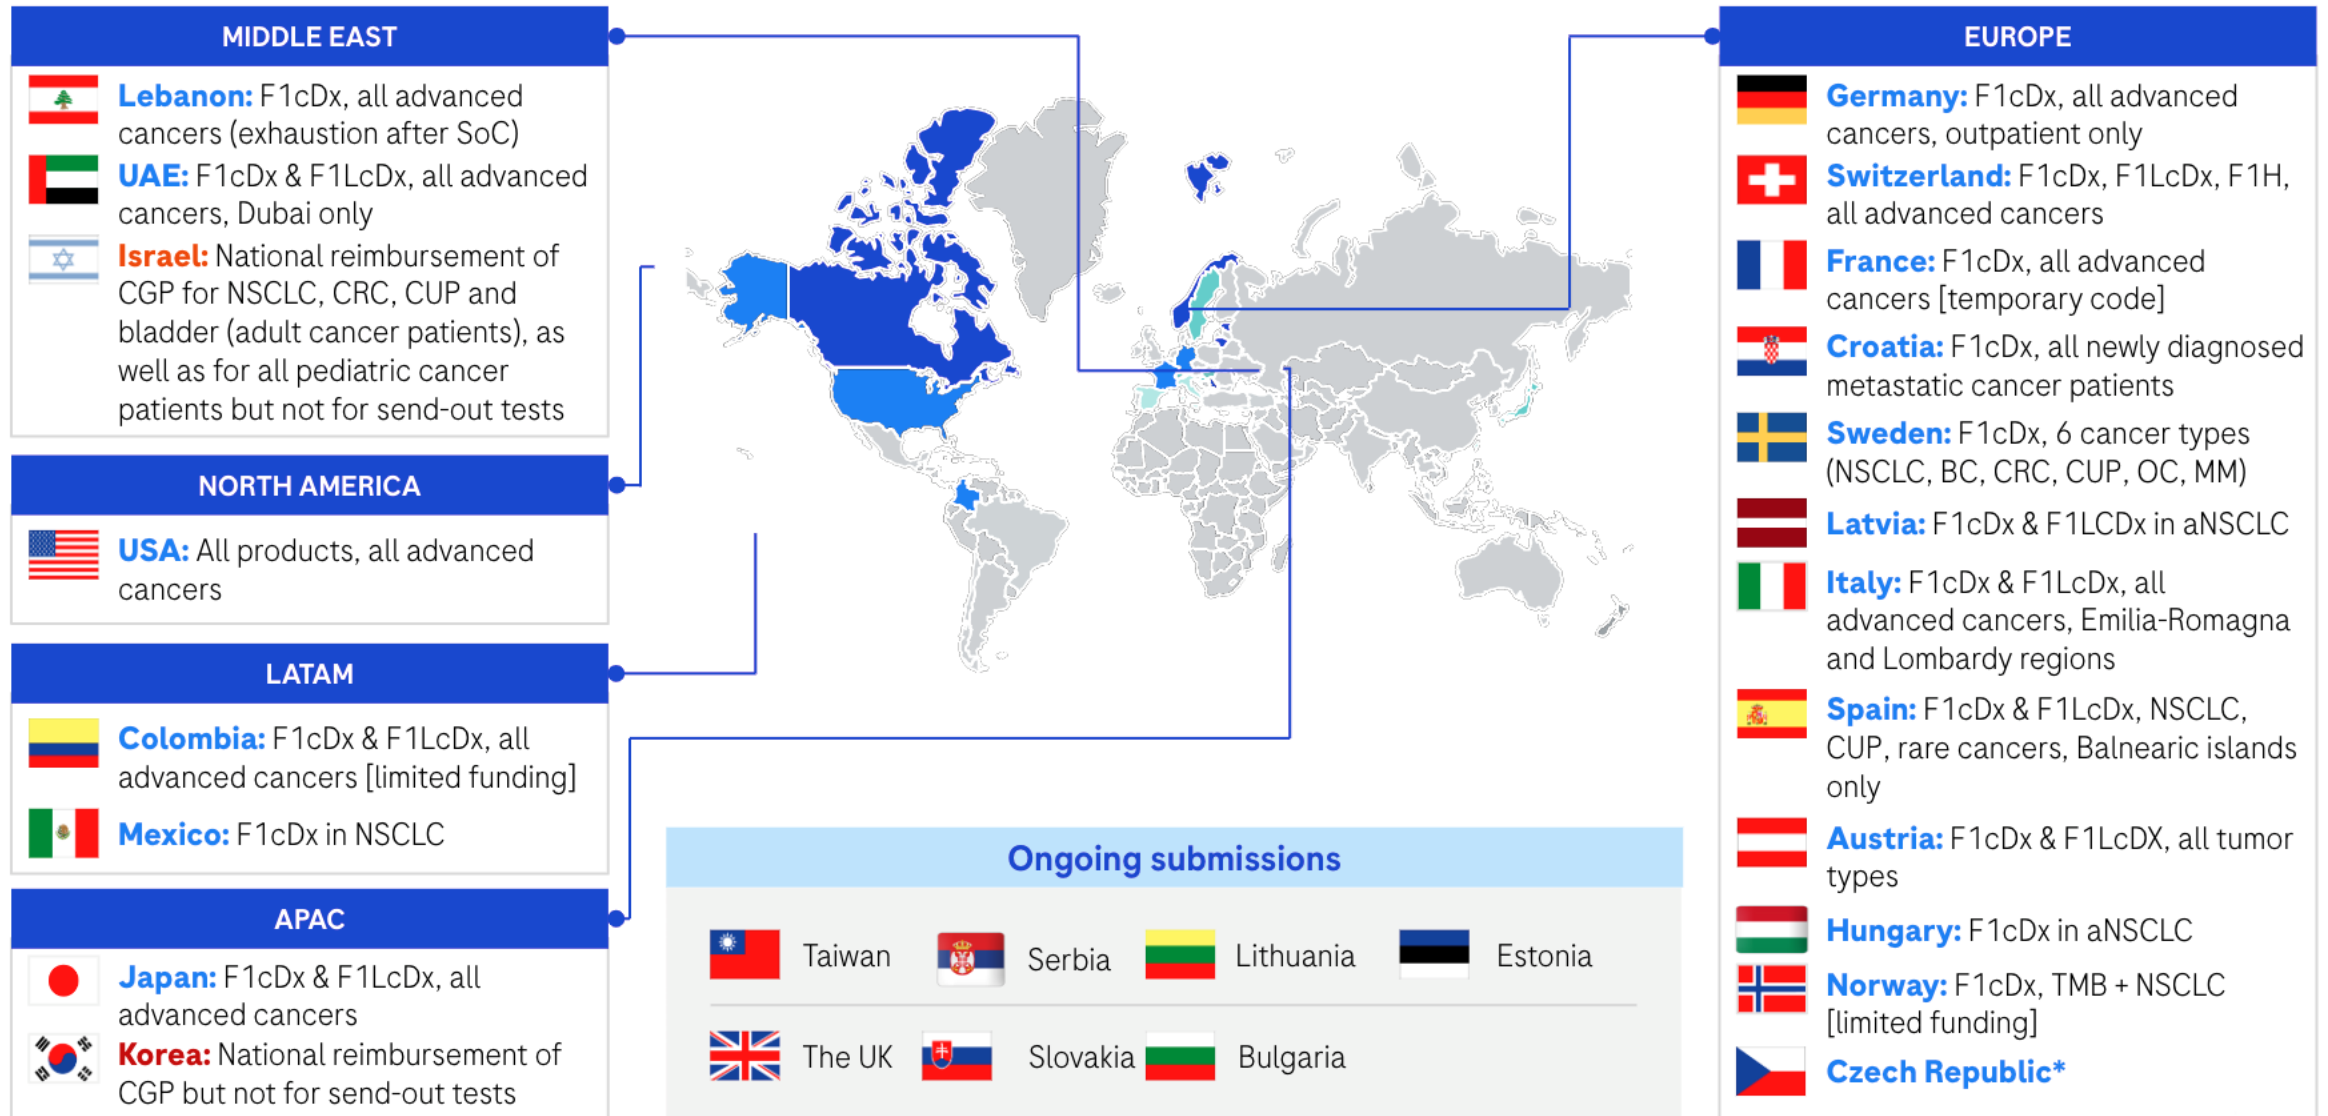 MIDDLE EAST
Lebanon: F1cDx, all advanced
cancers (exhaustion after SoC)
UAE: F1cDx & F1LcDx, all advanced
cancers, Dubai only
Israel: National reimbursement of
CGP for NSCLC, CRC, CUP and
bladder (adult cancer patients), as
well as for all pediatric cancer
patients but not for send-out tests
NORTH AMERICA
USA: All products, all advanced
cancers
LATAM
Colombia: F1cDx & F1LcDx, all
advanced cancers [limited funding]
Mexico: F1cDx in NSCLC
APAC
Japan: F1cDx & F1LcDx, all
advanced cancers
Korea: National reimbursement of
CGP but not for send-out tests
Ongoing submissions
Taiwan
Serbia
Lithuania
Estonia
The UK
Slovakia
Bulgaria
EUROPE
Germany: F1cDx, all advanced
cancers, outpatient only
Switzerland: F1cDx, F1LcDx, F1H,
all advanced cancers
France: F1cDx, all advanced
cancers [temporary code]
Croatia: F1cDx, all newly diagnosed
metastatic cancer patients
Sweden: F1cDx, 6 cancer types
(NSCLC, BC, CRC, CUP, OC, MM)
Latvia: F1cDx & F1LCDx in aNSCLC
Italy: F1cDx & F1LcDx, all
advanced cancers, Emilia-Romagna
and Lombardy regions
Spain: F1cDx & F1LcDx, NSCLC,
CUP, rare cancers, Balnearic islands
only
Austria: F1cDx & F1LcDX, all tumor
types
Hungary: F1cDx in aNSCLC
Norway: F1cDx, TMB + NSCLC
[limited funding]
Czech Republic*